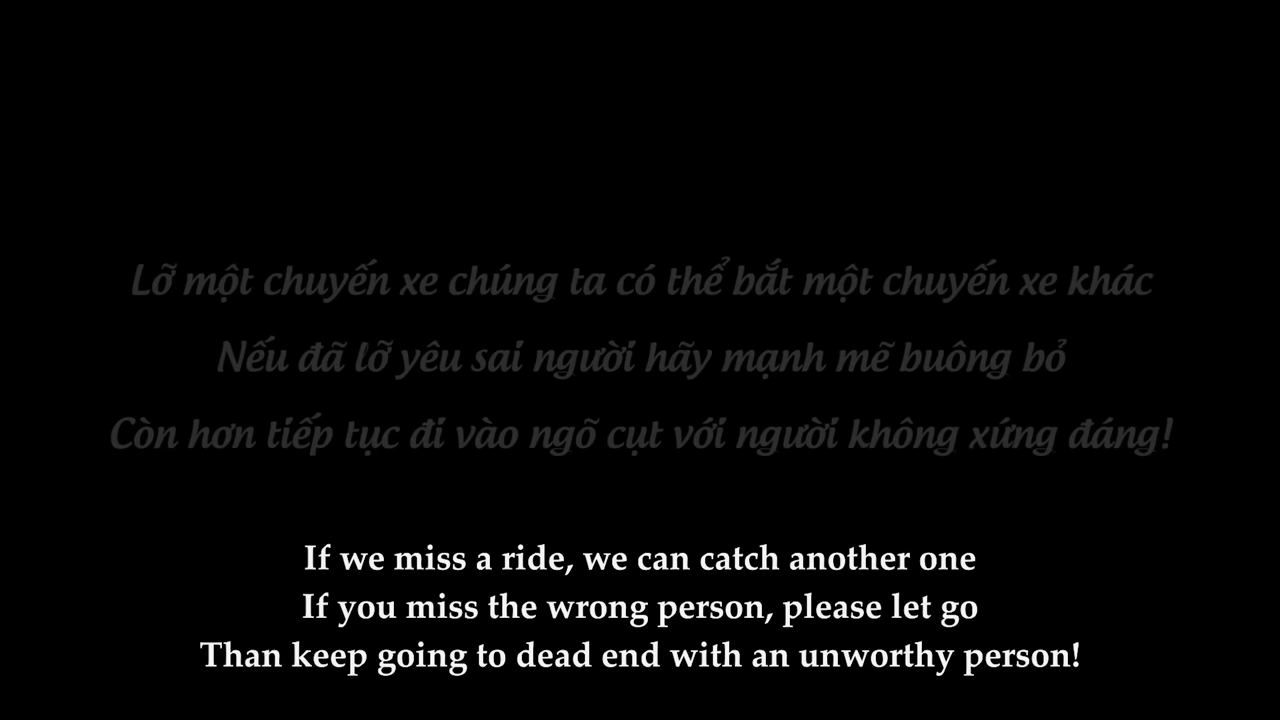 Lỡ một chuyến xe chúng ta có thể bắt một chuyến xe khác
Nếu đã lỡ yêu sai người hãy mạnh mẽ buông bỏ
Còn hơn tiếp tục đi vào ngõ cụt với người không xứng đáng!
If we miss a ride, we can catch another one
If you miss the wrong person, please let go
Than keep going to dead end with an unworthy person!